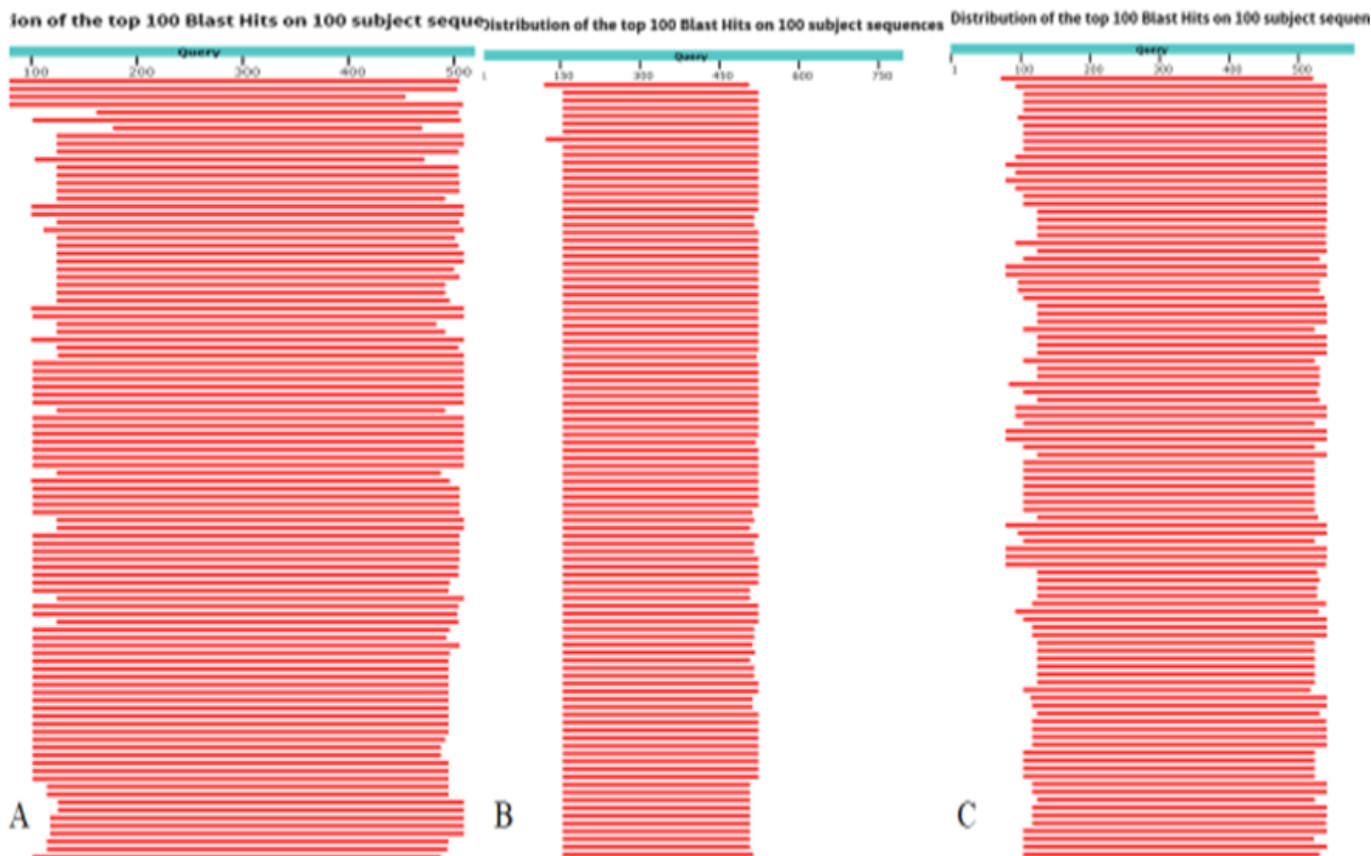 ion of the top 100 Blast Hits on 100 subject seque
Query
100 200 300 400 500
A
Distribution of the top 100 Blast Hits on 100 subject sequences
Query
1 150 300 450 600 750
B
Distribution of the top 100 Blast Hits on 100 subject sequen
Query
1 100 200 300 400 500
C